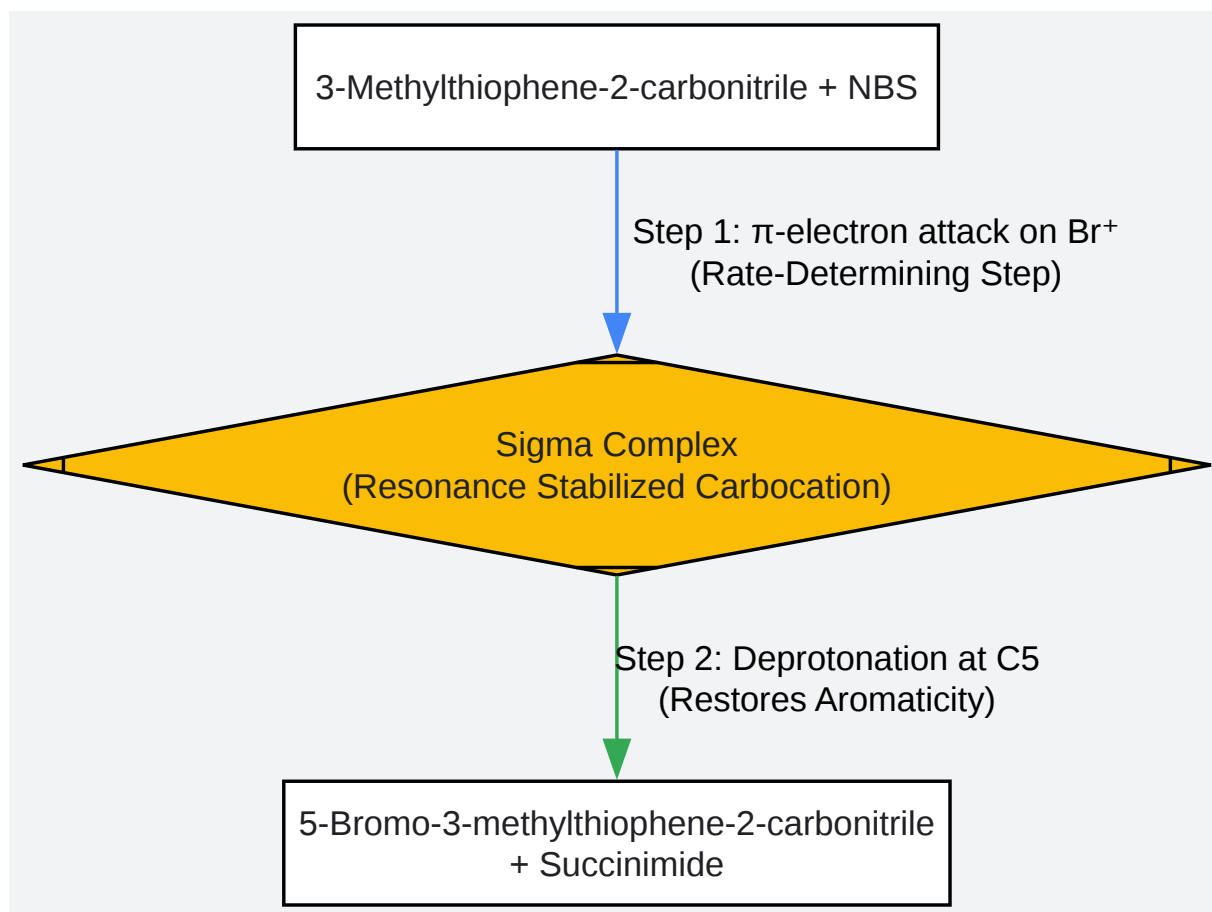 3-Methylthiophene-2-carbonitrile + NBS
Step 1: π-electron attack on Br⁺
(Rate-Determining Step)
Sigma Complex
(Resonance Stabilized Carbocation)
Step 2: Deprotonation at C5
(Restores Aromaticity)
5-Bromo-3-methylthiophene-2-carbonitrile
+ Succinimide